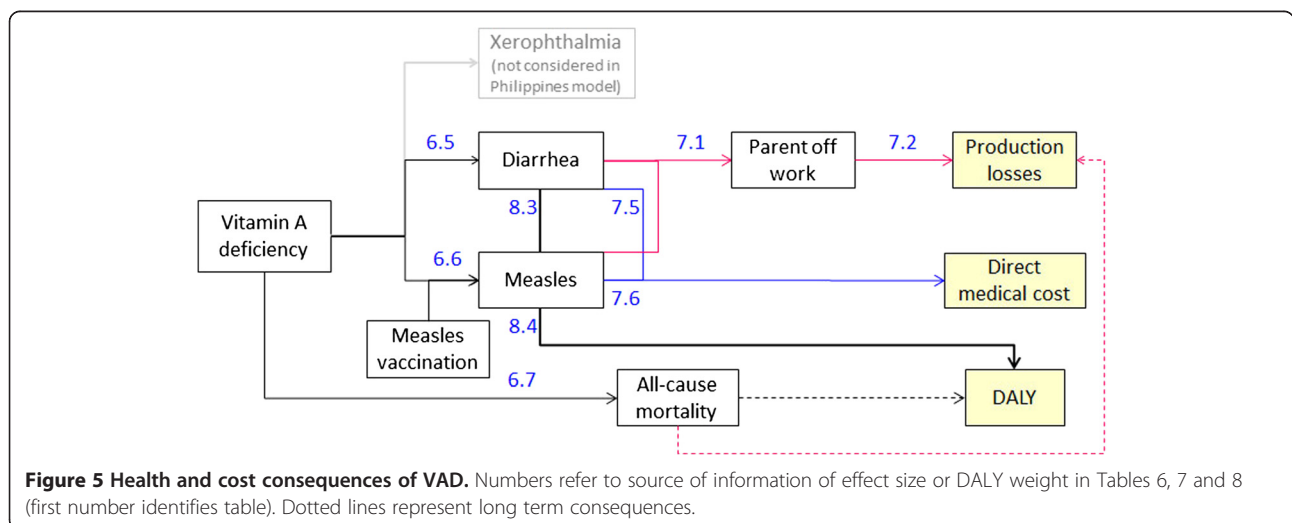 Xerophthalmia
(not considered in
Philippines model)
6.5
Diarrhea
7.1
Parent off
work
7.2
Production
losses
Vitamin A
deficiency
8.3
7.5
6.6
Measles
7.6
Direct
medical cost
8.4
Measles
vaccination
6.7
All-cause
mortality
DALY
Figure 5 Health and cost consequences of VAD. Numbers refer to source of information of effect size or DALY weight in Tables 6, 7 and 8
(first number identifies table). Dotted lines represent long term consequences.